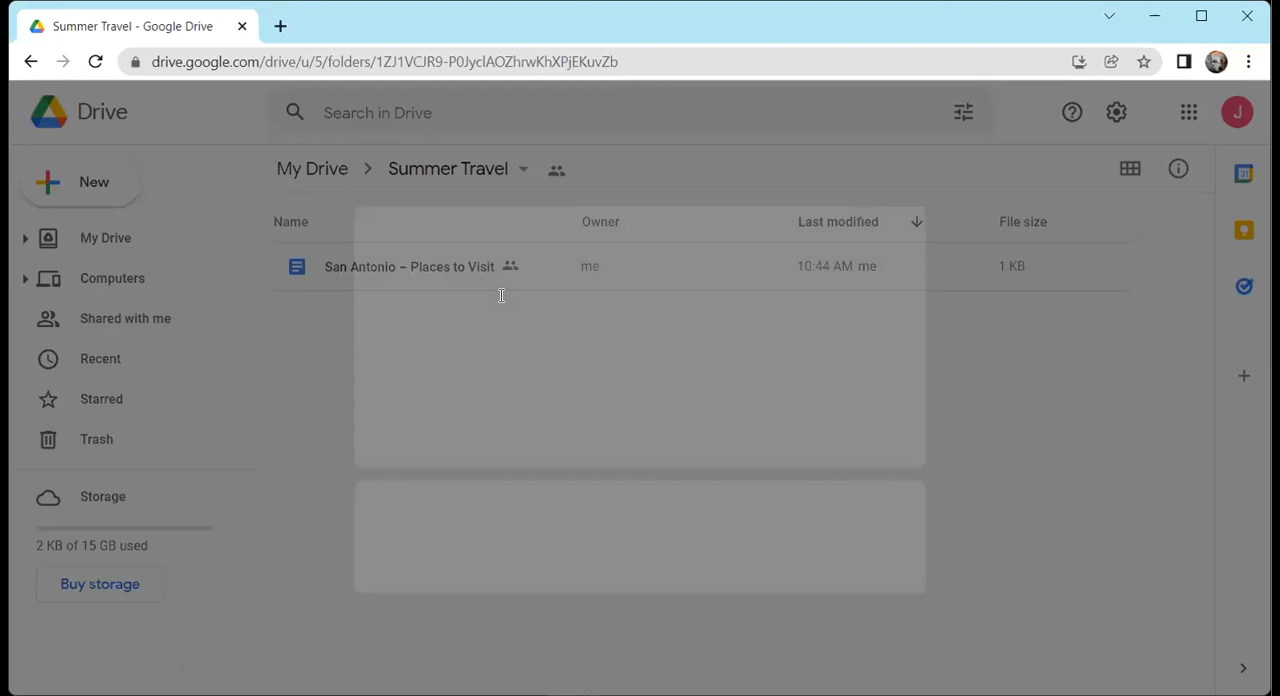 Summer Travel - Google Drive
drive.google.com/drive/u/5/folders/1ZJ1VCJR9-P0JyclAOZhrwKhXPjEKuvZb
Drive
Search in Drive
J
New
My Drive
Summer Travel
Name
Owner
Last modified
File size
San Antonio – Places to Visit
me
10:44 AM me
1 KB
My Drive
Computers
Shared with me
Recent
Starred
Trash
Storage
2 KB of 15 GB used
Buy storage